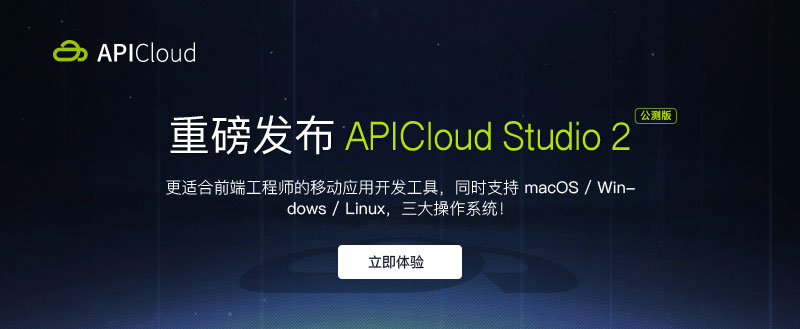 APICloud
重磅发布 APICloud Studio 2 公测版
更适合前端工程师的移动应用开发工具，同时支持 macOS / Win-
dows / Linux，三大操作系统！
立即体验